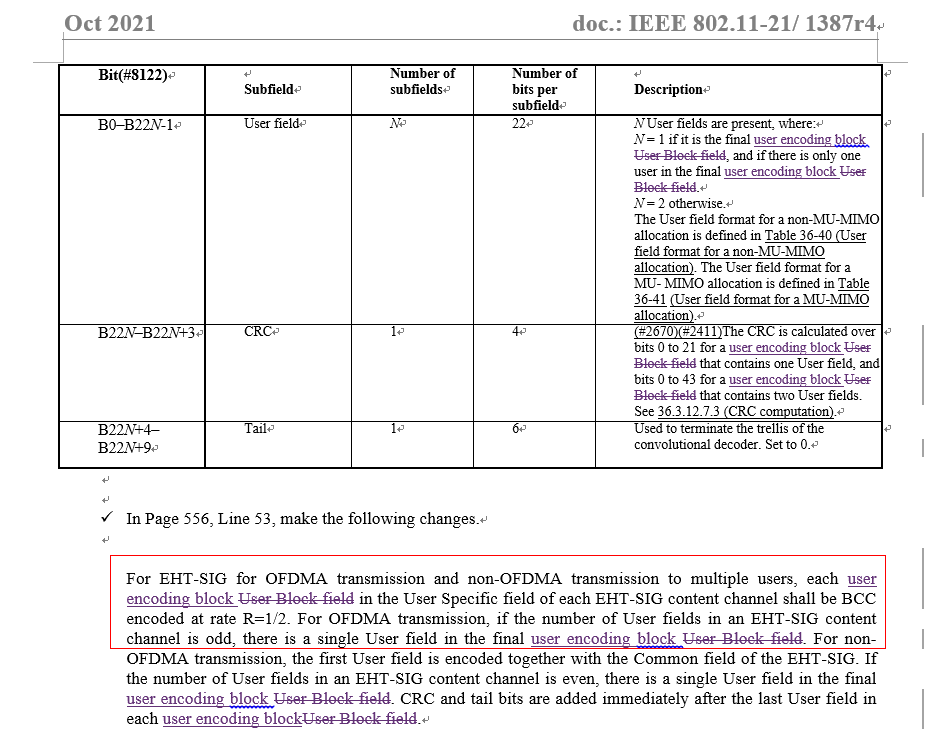 Oct 2021 doc.: IEEE 802.11-21/ 1387r4
Bit(#8122) Subfield Number of subfields Number of bits per subfield Description
B0–B22N-1 User field N 22 N User fields are present, where:
N = 1 if it is the final user encoding block
User Block field, and if there is only one
user in the final user encoding block User
Block field.
N = 2 otherwise.
The User field format for a non-MU-MIMO
allocation is defined in Table 36-40 (User
field format for a non-MU-MIMO
allocation). The User field format for a
MU- MIMO allocation is defined in Table
36-41 (User field format for a MU-MIMO
allocation).
B22N–B22N+3 CRC 1 4 (#2670)(#2411)The CRC is calculated over
bits 0 to 21 for a user encoding block User
Block field that contains one User field, and
bits 0 to 43 for a user encoding block User
Block field that contains two User fields.
See 36.3.12.7.3 (CRC computation).
B22N+4–
B22N+9 Tail 1 6 Used to terminate the trellis of the
convolutional decoder. Set to 0.
✓ In Page 556, Line 53, make the following changes.
For EHT-SIG for OFDMA transmission and non-OFDMA transmission to multiple users, each user
encoding block User Block field in the User Specific field of each EHT-SIG content channel shall be BCC
encoded at rate R=1/2. For OFDMA transmission, if the number of User fields in an EHT-SIG content
channel is odd, there is a single User field in the final user encoding block User Block field. For non-
OFDMA transmission, the first User field is encoded together with the Common field of the EHT-SIG. If
the number of User fields in an EHT-SIG content channel is even, there is a single User field in the final
user encoding block User Block field. CRC and tail bits are added immediately after the last User field in
each user encoding blockUser Block field.